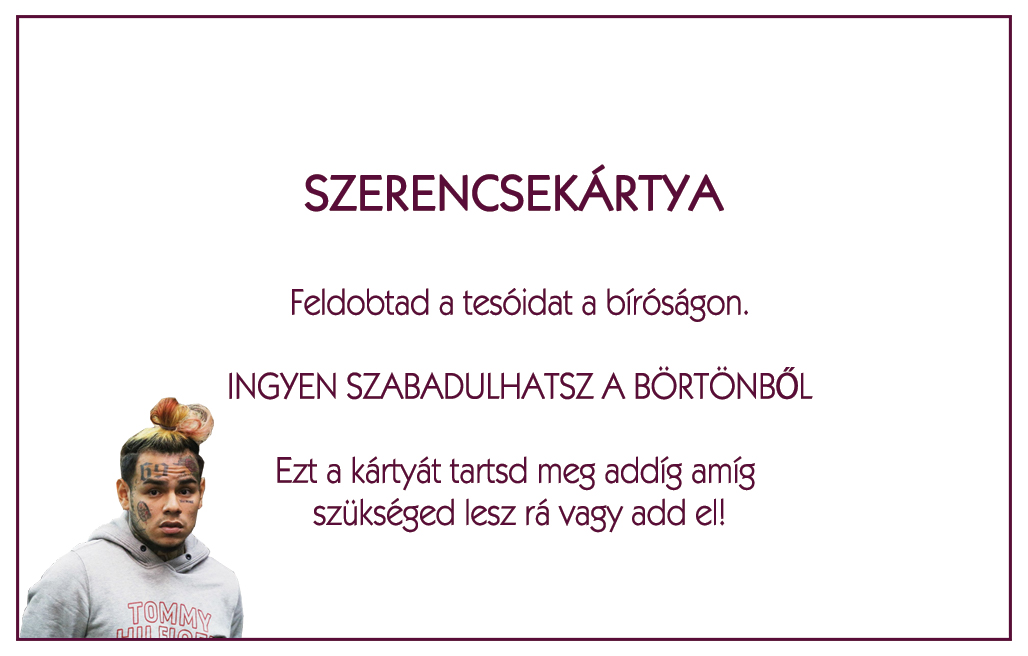 SZERENCSEKÁRTYA
Feldobtad a tesóidat a bíróságon.
INGYEN SZABADULHATSZ A BÖRTÖNBŐL
Ezt a kártyát tartsd meg addíg amíg
szükséged lesz rá vagy add el!
69
TOMMY
HILFIGER